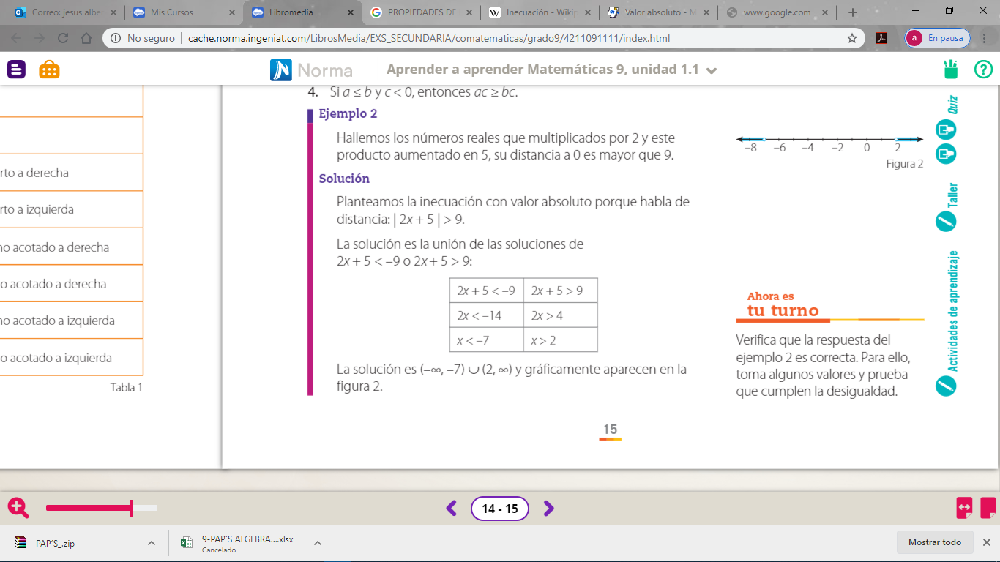 Correo: jesus albe
Mis Cursos
Libromedia
PROPIEDADES DE
Inecuación - Wikip
Valor absoluto - M
www.google.com
No seguro
cache.norma.ingeniat.com/LibrosMedia/EXS_SECUNDARIA/comatematicas/grado9/4211091111/index.html
a En pausa
Norma
Aprender a aprender Matemáticas 9, unidad 1.1
rto a derecha
rto a izquierda
no acotado a derecha
o acotado a derecha
no acotado a izquierda
o acotado a izquierda
Tabla 1
4. Si a ≤ b y c < 0, entonces ac ≥ bc.
Ejemplo 2
Hallemos los números reales que multiplicados por 2 y este
producto aumentado en 5, su distancia a 0 es mayor que 9.
Solución
Planteamos la inecuación con valor absoluto porque habla de
distancia: | 2x + 5 | > 9.
La solución es la unión de las soluciones de
2x + 5 < –9 o 2x + 5 > 9:
2x + 5 < –9 2x + 5 > 9
2x < –14 2x > 4
x < –7 x > 2
La solución es (–∞, –7) ∪ (2, ∞) y gráficamente aparecen en la
figura 2.
–8 –6 –4 –2 0 2
Figura 2
Ahora es
tu turno
Verifica que la respuesta del
ejemplo 2 es correcta. Para ello,
toma algunos valores y prueba
que cumplen la desigualdad.
15
Quiz
Taller
Actividades de aprendizaje
14 - 15
PAP´S_.zip
9-PAP´S ALGEBRA....xlsx
Cancelado
Mostrar todo